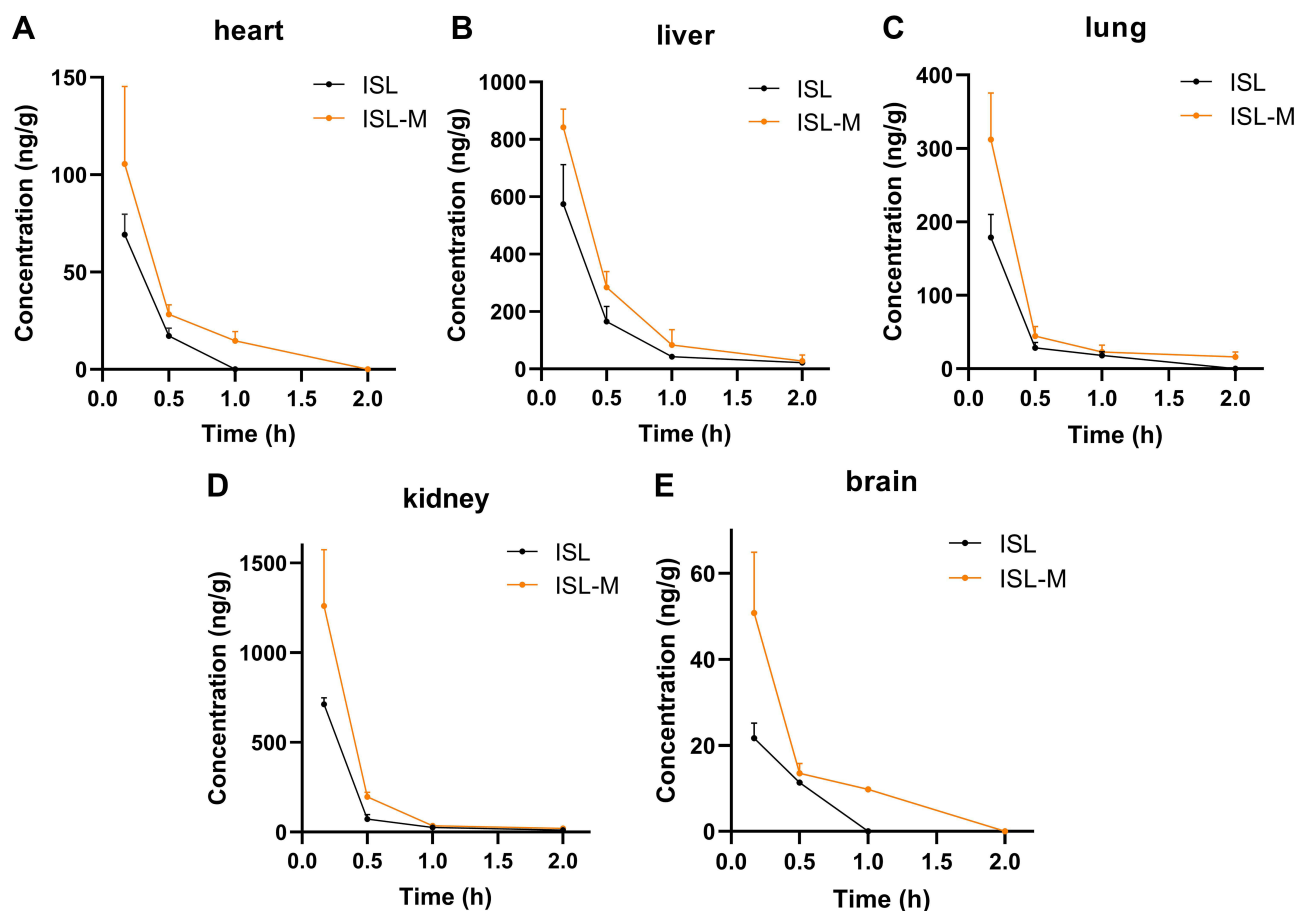 A
heart
ISL
ISL-M
Concentration (ng/g)
150
100
50
0
0.0 0.5 1.0 1.5 2.0
Time (h)
B
liver
ISL
ISL-M
Concentration (ng/g)
1000
800
600
400
200
0
0.0 0.5 1.0 1.5 2.0
Time (h)
C
lung
ISL
ISL-M
Concentration (ng/g)
400
300
200
100
0
0.0 0.5 1.0 1.5 2.0
Time (h)
D
kidney
ISL
ISL-M
Concentration (ng/g)
1500
1000
500
0
0.0 0.5 1.0 1.5 2.0
Time (h)
E
brain
ISL
ISL-M
Concentration (ng/g)
60
40
20
0
0.0 0.5 1.0 1.5 2.0
Time (h)